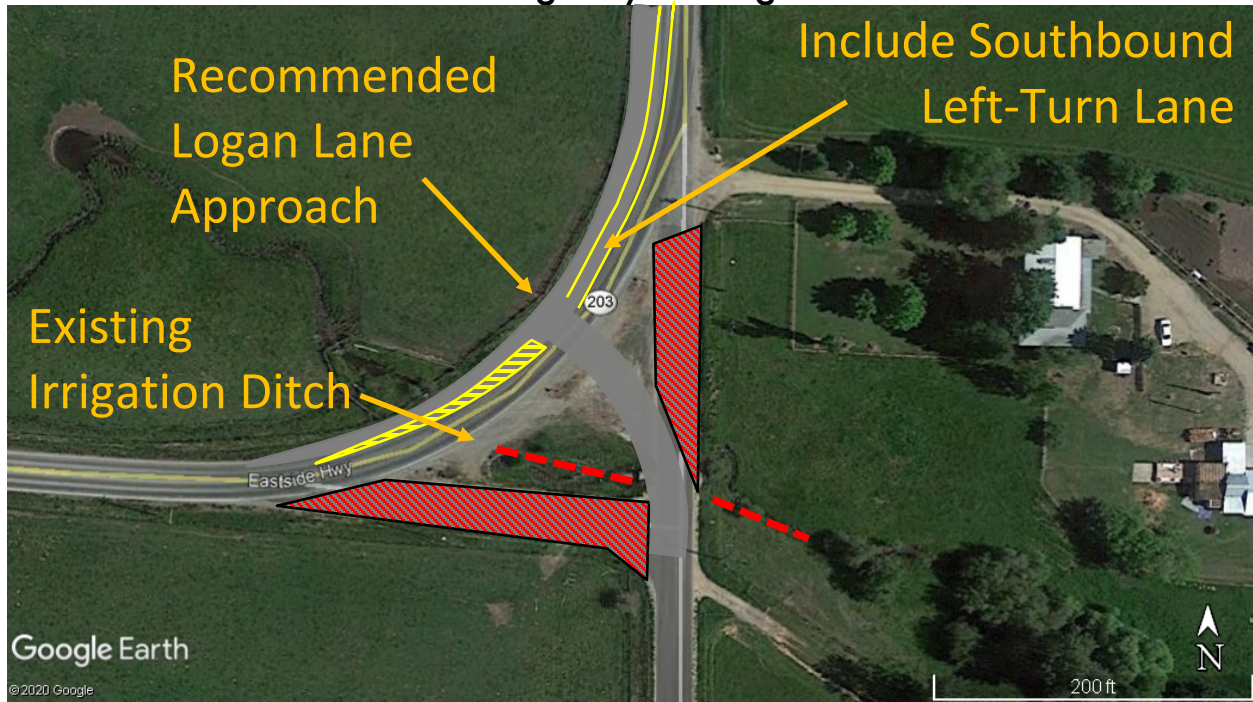 Include Southbound
Left-Turn Lane
Recommended
Logan Lane
Approach
203
Existing
Irrigation Ditch
Eastside Hwy
Google Earth
© 2020 Google
N
200 ft